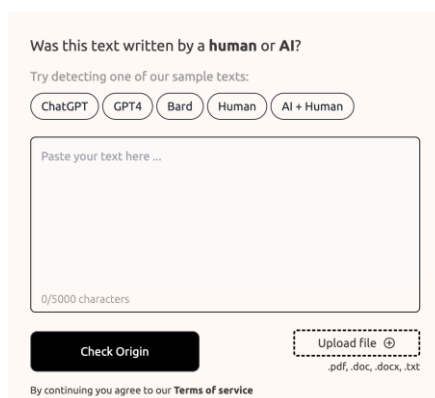 Was this text written by a human or AI?
Try detecting one of our sample texts:
ChatGPT GPT4 Bard Human AI + Human
Paste your text here ...
0/5000 characters
Check Origin
Upload file
.pdf, .doc, .docx, .txt
By continuing you agree to our Terms of service